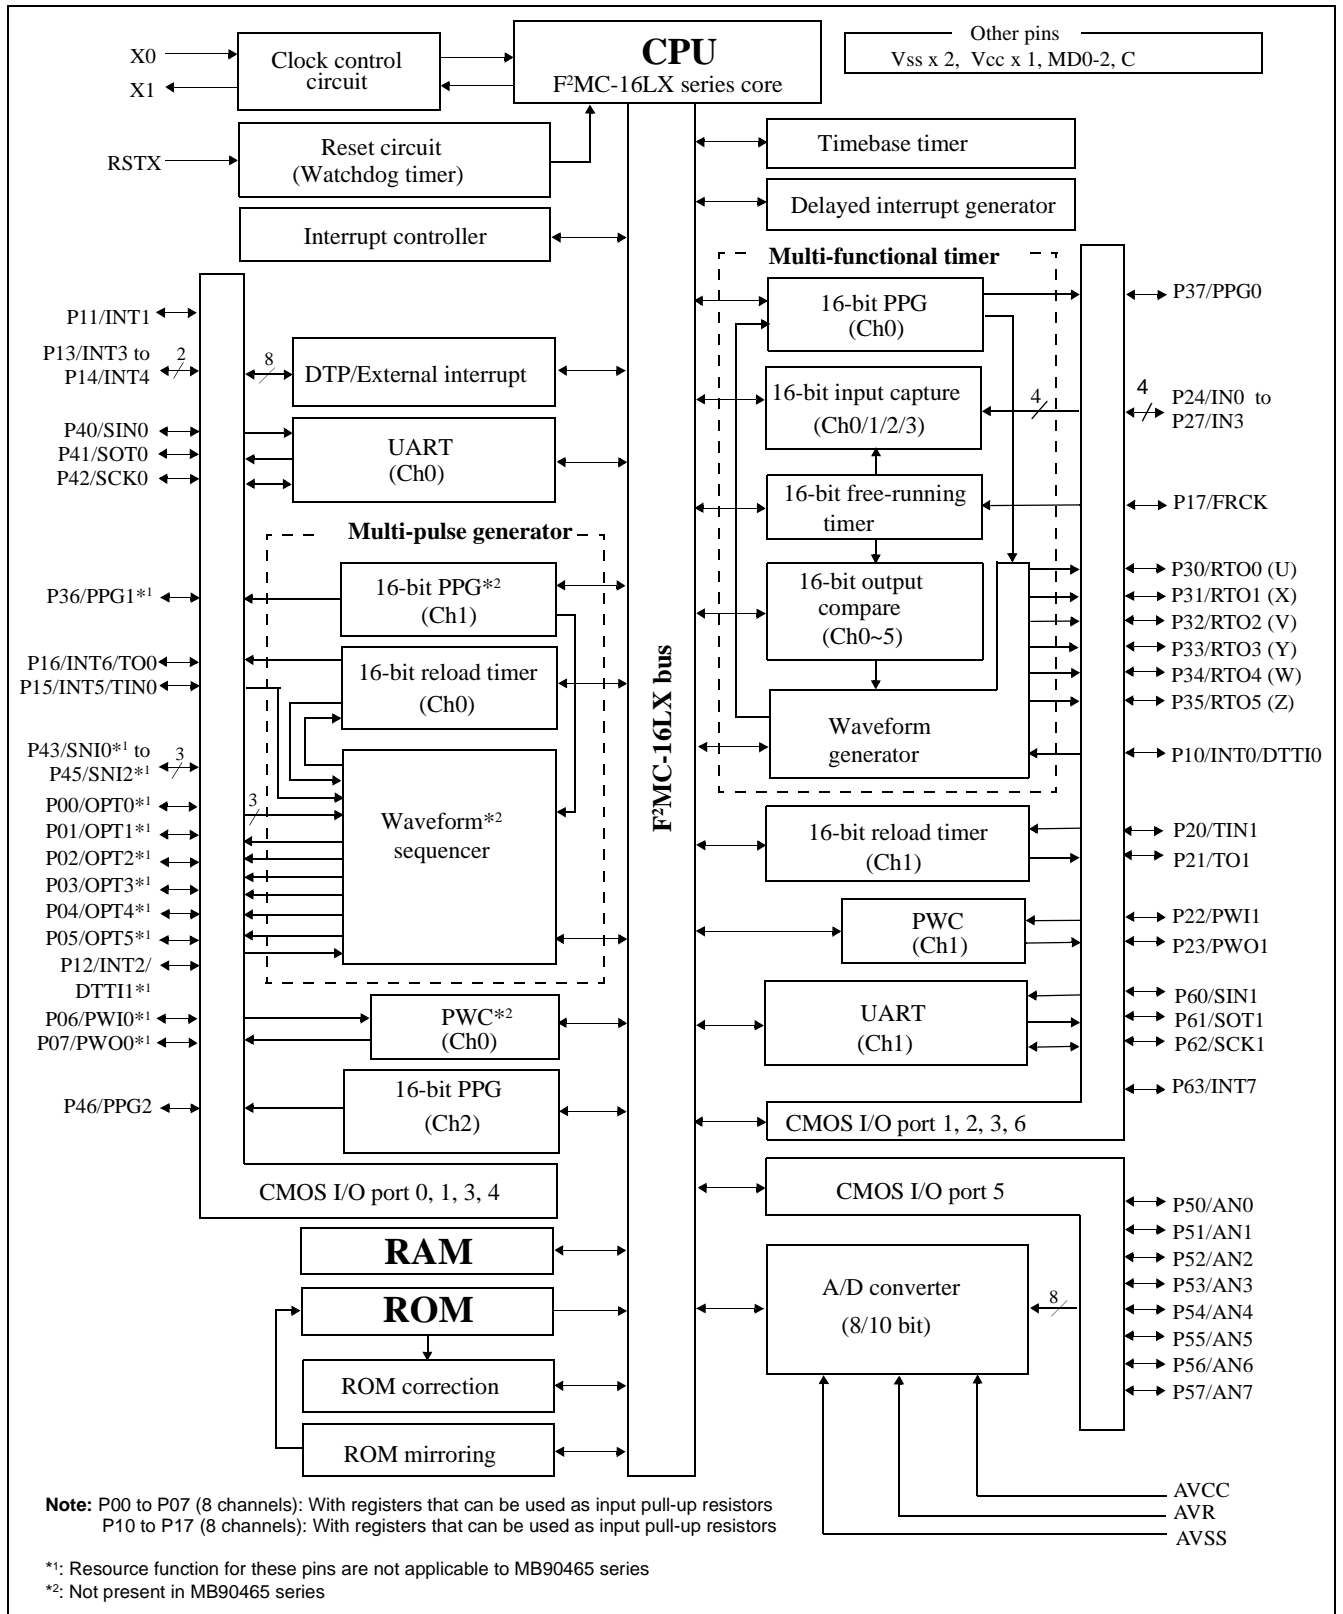 Other pins
Vss x 2, Vcc x 1, MD0-2, C
X0
X1
Clock control
circuit
CPU
F²MC-16LX series core
RSTX
Reset circuit
(Watchdog timer)
Timebase timer
Interrupt controller
Delayed interrupt generator
P11/INT1
P13/INT3 to
P14/INT4
2
8
DTP/External interrupt
P40/SIN0
P41/SOT0
P42/SCK0
UART
(Ch0)
Multi-pulse generator
P36/PPG1*1
16-bit PPG*2
(Ch1)
P16/INT6/TO0
P15/INT5/TIN0
16-bit reload timer
(Ch0)
P43/SNI0*1 to
P45/SNI2*1
3
3
P00/OPT0*1
P01/OPT1*1
P02/OPT2*1
P03/OPT3*1
P04/OPT4*1
P05/OPT5*1
P12/INT2/
DTTI1*1
Waveform*2
sequencer
P06/PWI0*1
P07/PWO0*1
PWC*2
(Ch0)
P46/PPG2
16-bit PPG
(Ch2)
CMOS I/O port 0, 1, 3, 4
RAM
ROM
ROM correction
ROM mirroring
F²MC-16LX bus
Multi-functional timer
16-bit PPG
(Ch0)
P37/PPG0
16-bit input capture
(Ch0/1/2/3)
4
4
P24/IN0 to
P27/IN3
16-bit free-running
timer
P17/FRCK
16-bit output
compare
(Ch0~5)
P30/RTO0 (U)
P31/RTO1 (X)
P32/RTO2 (V)
P33/RTO3 (Y)
P34/RTO4 (W)
P35/RTO5 (Z)
Waveform
generator
P10/INT0/DTTI0
16-bit reload timer
(Ch1)
P20/TIN1
P21/TO1
PWC
(Ch1)
P22/PWI1
P23/PWO1
UART
(Ch1)
P60/SIN1
P61/SOT1
P62/SCK1
P63/INT7
CMOS I/O port 1, 2, 3, 6
CMOS I/O port 5
A/D converter
(8/10 bit)
8
P50/AN0
P51/AN1
P52/AN2
P53/AN3
P54/AN4
P55/AN5
P56/AN6
P57/AN7
AVCC
AVR
AVSS
Note: P00 to P07 (8 channels): With registers that can be used as input pull-up resistors
P10 to P17 (8 channels): With registers that can be used as input pull-up resistors
*1: Resource function for these pins are not applicable to MB90465 series
*2: Not present in MB90465 series